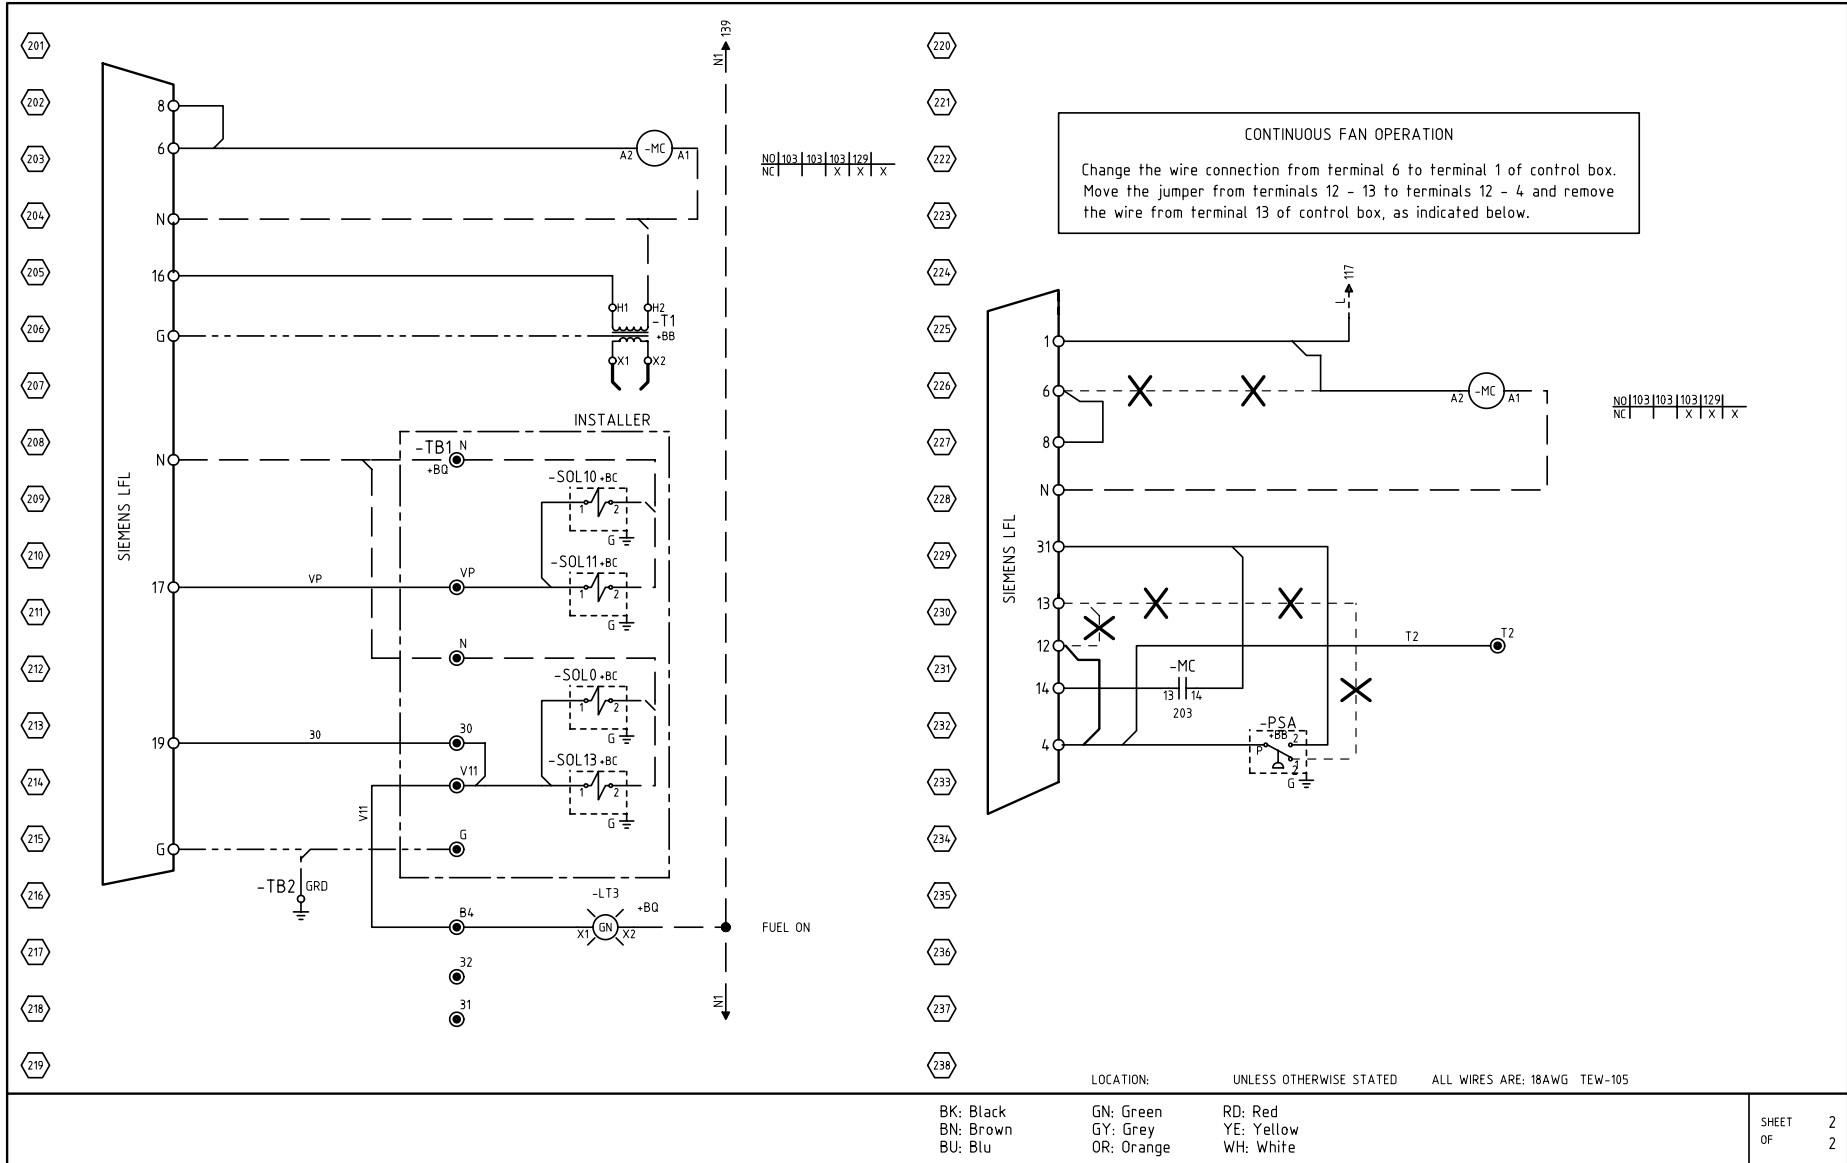 201
202
203
204
205
206
207
208
209
210
211
212
213
214
215
216
217
218
219
N1 139
8
6
A2 -MC A1
NO 103 103 103 129
NC X X X
N
16
H1 H2
-T1
+BB
G
X1 X2
INSTALLER
N
-TB1 N
+BQ
SIEMENS LFL
-SOL10 +BC
1 2
G
-SOL11 +BC
17
VP
VP
1 2
G
N
-SOL0 +BC
1 2
G
19
30
30
-SOL13 +BC
V11
1 2
V11
G
G
G
-TB2 GRD
-LT3
+BQ
B4
X1 GN X2
FUEL ON
32
31
N1
220
221
222
223
224
225
226
227
228
229
230
231
232
233
234
235
236
237
238
CONTINUOUS FAN OPERATION
Change the wire connection from terminal 6 to terminal 1 of control box.
Move the jumper from terminals 12 - 13 to terminals 12 - 4 and remove
the wire from terminal 13 of control box, as indicated below.
L 117
1
6
A2 -MC A1
NO 103 103 103 129
NC X X X
8
N
SIEMENS LFL
31
13
12
T2
T2
-MC
14
13 14
203
-PSA
+BB
4
P 2
1
2
G
LOCATION:
UNLESS OTHERWISE STATED
ALL WIRES ARE: 18AWG TEW-105
BK: Black GN: Green RD: Red
BN: Brown GY: Grey YE: Yellow
BU: Blu OR: Orange WH: White
SHEET 2
OF 2